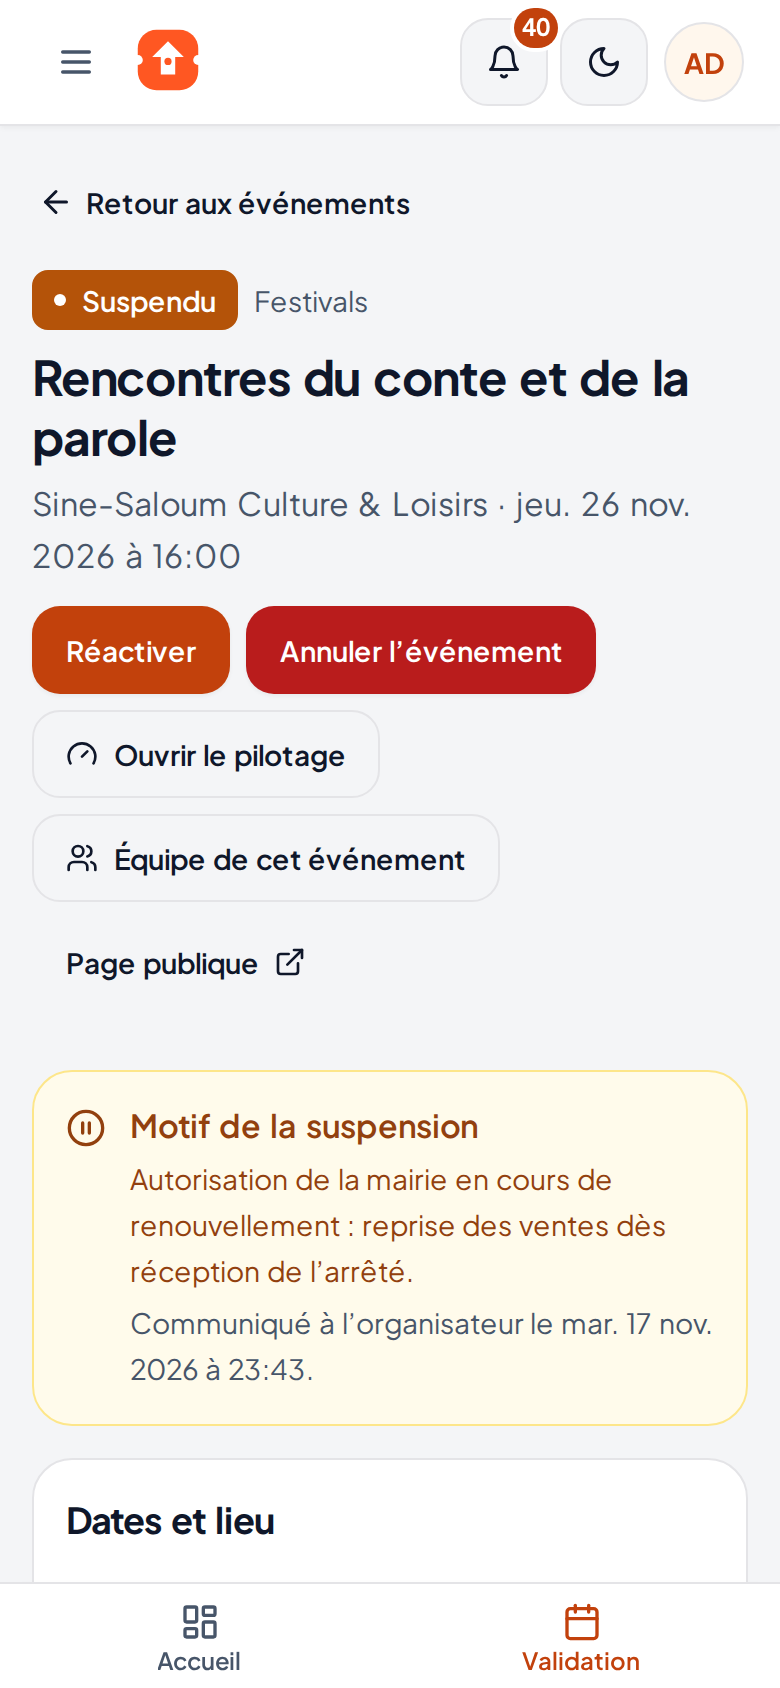 40
AD
Retour aux événements
Suspendu
Festivals
Rencontres du conte et de la
parole
Sine-Saloum Culture & Loisirs · jeu. 26 nov.
2026 à 16:00
Réactiver
Annuler l’événement
Ouvrir le pilotage
Équipe de cet événement
Page publique
Motif de la suspension
Autorisation de la mairie en cours de
renouvellement : reprise des ventes dès
réception de l’arrêté.
Communiqué à l’organisateur le mar. 17 nov.
2026 à 23:43.
Dates et lieu
Accueil
Validation